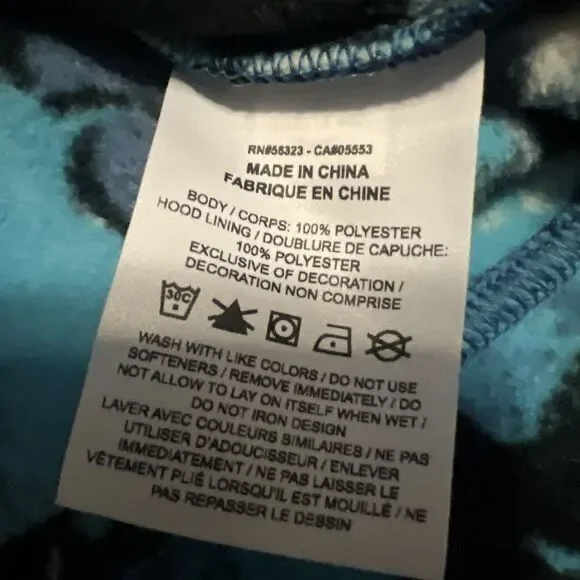 RN#56323 - CA#05553
MADE IN CHINA
FABRIQUE EN CHINE
BODY / CORPS: 100% POLYESTER
HOOD LINING / DOUBLURE DE CAPUCHE:
100% POLYESTER
EXCLUSIVE OF DECORATION /
DECORATION NON COMPRISE
30C
WASH WITH LIKE COLORS / DO NOT USE
SOFTENERS / REMOVE IMMEDIATELY / DO
NOT ALLOW TO LAY ON ITSELF WHEN WET /
DO NOT IRON DESIGN
LAVER AVEC COULEURS SIMILAIRES / NE PAS
UTILISER D'ADOUCISSEUR / ENLEVER
IMMEDIATEMENT / NE PAS LAISSER LE
VÊTEMENT PLIÉ LORSQU'IL EST MOUILLÉ / NE
PAS REPASSER LE DESSIN